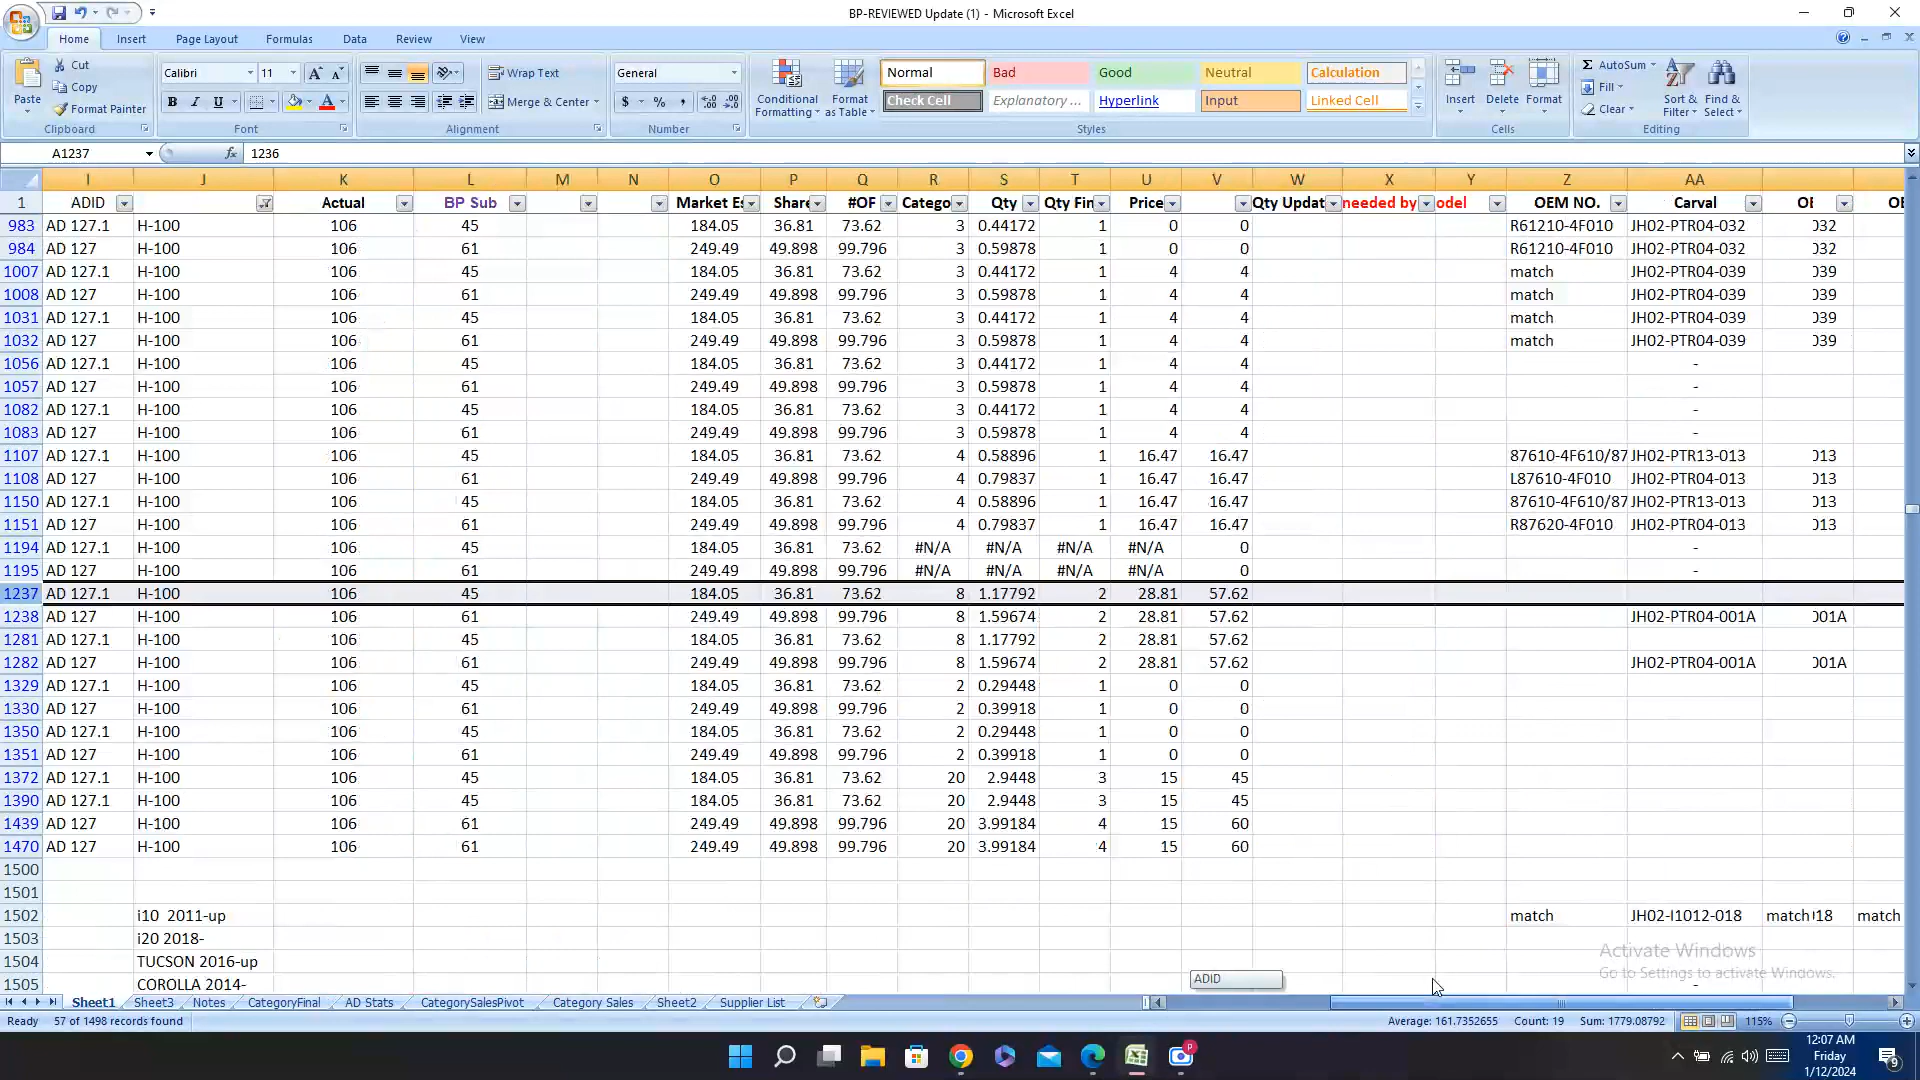 BP-REVIEWED Update (1) - Microsoft Excel
Home Insert Page Layout Formulas Data Review View
Paste Cut Copy Format Painter Clipboard
Calibri 11 B I U Font
Wrap Text Merge & Center Alignment
General $ % , Number
Conditional Formatting Format as Table
Normal Bad Good Neutral Calculation
Check Cell Explanatory ... Hyperlink Input Linked Cell
Styles
Insert Delete Format Cells
Σ AutoSum Fill Clear Sort & Filter Find & Select Editing
A1237 fx 1236
I J K L M N O P Q R S T U V W X Y Z AA
1 ADID Actual BP Sub Market Es Share #OF Catego Qty Qty Fin Price Qty Updat needed by odel OEM NO. Carval OE OE
983 AD 127.1 H-100 106 45 184.05 36.81 73.62 3 0.44172 1 0 0 R61210-4F010 JH02-PTR04-032 032
984 AD 127 H-100 106 61 249.49 49.898 99.796 3 0.59878 1 0 0 R61210-4F010 JH02-PTR04-032 032
1007 AD 127.1 H-100 106 45 184.05 36.81 73.62 3 0.44172 1 4 4 match JH02-PTR04-039 039
1008 AD 127 H-100 106 61 249.49 49.898 99.796 3 0.59878 1 4 4 match JH02-PTR04-039 039
1031 AD 127.1 H-100 106 45 184.05 36.81 73.62 3 0.44172 1 4 4 match JH02-PTR04-039 039
1032 AD 127 H-100 106 61 249.49 49.898 99.796 3 0.59878 1 4 4 match JH02-PTR04-039 039
1056 AD 127.1 H-100 106 45 184.05 36.81 73.62 3 0.44172 1 4 4 -
1057 AD 127 H-100 106 61 249.49 49.898 99.796 3 0.59878 1 4 4 -
1082 AD 127.1 H-100 106 45 184.05 36.81 73.62 3 0.44172 1 4 4 -
1083 AD 127 H-100 106 61 249.49 49.898 99.796 3 0.59878 1 4 4 -
1107 AD 127.1 H-100 106 45 184.05 36.81 73.62 4 0.58896 1 16.47 16.47 87610-4F610/87 JH02-PTR13-013 013
1108 AD 127 H-100 106 61 249.49 49.898 99.796 4 0.79837 1 16.47 16.47 L87610-4F010 JH02-PTR04-013 013
1150 AD 127.1 H-100 106 45 184.05 36.81 73.62 4 0.58896 1 16.47 16.47 87610-4F610/87 JH02-PTR13-013 013
1151 AD 127 H-100 106 61 249.49 49.898 99.796 4 0.79837 1 16.47 16.47 R87620-4F010 JH02-PTR04-013 013
1194 AD 127.1 H-100 106 45 184.05 36.81 73.62 #N/A #N/A #N/A #N/A 0 -
1195 AD 127 H-100 106 61 249.49 49.898 99.796 #N/A #N/A #N/A #N/A 0 -
1237 AD 127.1 H-100 106 45 184.05 36.81 73.62 8 1.17792 2 28.81 57.62
1238 AD 127 H-100 106 61 249.49 49.898 99.796 8 1.59674 2 28.81 57.62 JH02-PTR04-001A 001A
1281 AD 127.1 H-100 106 45 184.05 36.81 73.62 8 1.17792 2 28.81 57.62
1282 AD 127 H-100 106 61 249.49 49.898 99.796 8 1.59674 2 28.81 57.62 JH02-PTR04-001A 001A
1329 AD 127.1 H-100 106 45 184.05 36.81 73.62 2 0.29448 1 0 0
1330 AD 127 H-100 106 61 249.49 49.898 99.796 2 0.39918 1 0 0
1350 AD 127.1 H-100 106 45 184.05 36.81 73.62 2 0.29448 1 0 0
1351 AD 127 H-100 106 61 249.49 49.898 99.796 2 0.39918 1 0 0
1372 AD 127.1 H-100 106 45 184.05 36.81 73.62 20 2.9448 3 15 45
1390 AD 127.1 H-100 106 45 184.05 36.81 73.62 20 2.9448 3 15 45
1439 AD 127 H-100 106 61 249.49 49.898 99.796 20 3.99184 4 15 60
1470 AD 127 H-100 106 61 249.49 49.898 99.796 20 3.99184 4 15 60
1500
1501
1502 i10 2011-up match JH02-I1012-018 match 18 match
1503 i20 2018-
1504 TUCSON 2016-up
1505 COROLLA 2014- -
Activate Windows
Go to Settings to activate Windows.
ADID
Sheet1 Sheet3 Notes CategoryFinal AD Stats CategorySalesPivot Category Sales Sheet2 Supplier List
Ready 57 of 1498 records found Average: 161.7352655 Count: 19 Sum: 1779.08792 115%
12:07 AM
Friday
1/12/2024